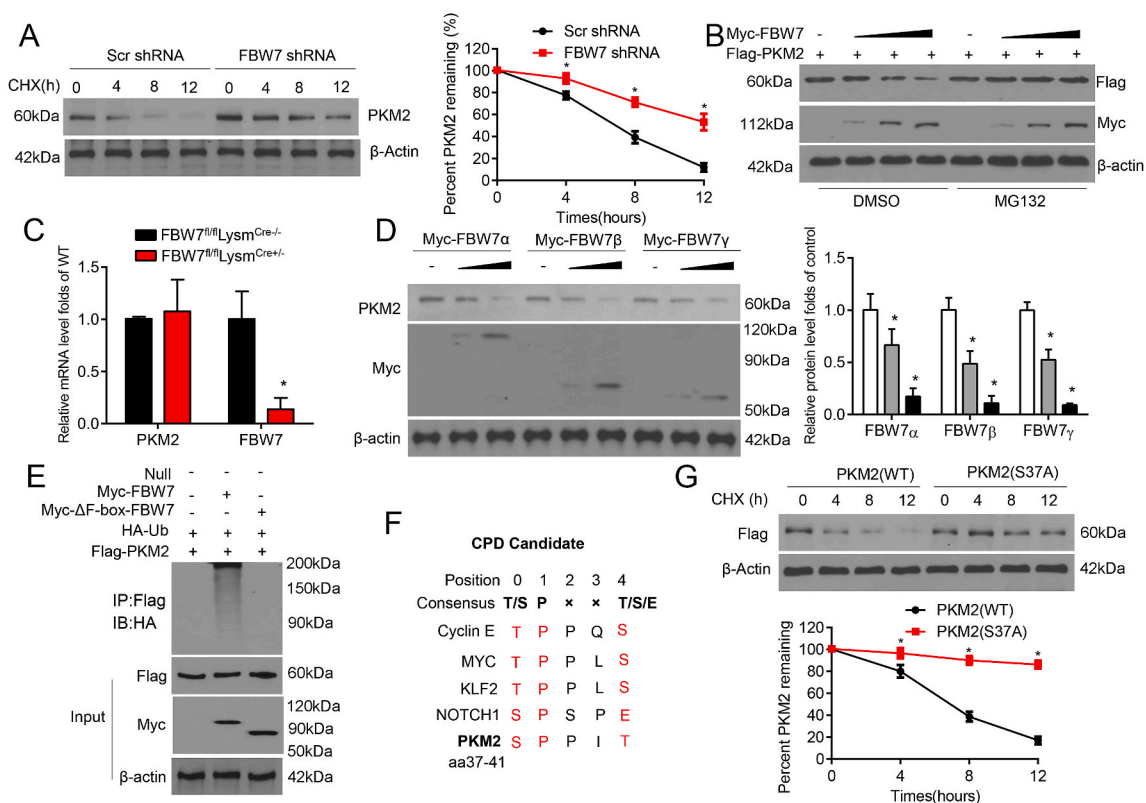 A
Scr shRNA FBW7 shRNA
CHX(h) 0 4 8 12 0 4 8 12
60kDa PKM2
42kDa β-Actin
Scr shRNA
FBW7 shRNA
Percent PKM2 remaining (%)
120
100
80
60
40
20
0
* * *
0 4 8 12
Times(hours)
B
Myc-FBW7 - -
Flag-PKM2 + + + + + + + +
60kDa Flag
112kDa Myc
42kDa β-actin
DMSO MG132
C
FBW7fl/flLysmCre-/-
FBW7fl/flLysmCre+/-
Relative mRNA level folds of WT
1.5
1.0
0.5
0.0
*
PKM2 FBW7
D
Myc-FBW7α Myc-FBW7β Myc-FBW7γ
- - -
PKM2 60kDa
120kDa
Myc 90kDa
50kDa
β-actin 42kDa
Relative protein level folds of control
2.0
1.5
1.0
0.5
0.0
* * * * * *
FBW7α FBW7β FBW7γ
E
Null - - -
Myc-FBW7 - + -
Myc-ΔF-box-FBW7 - - +
HA-Ub + + +
Flag-PKM2 + + +
200kDa
150kDa
IP:Flag
IB:HA
90kDa
Input
Flag 60kDa
120kDa
Myc 90kDa
50kDa
β-actin 42kDa
F
CPD Candidate
Position 0 1 2 3 4
Consensus T/S P × × T/S/E
Cyclin E T P P Q S
MYC T P P L S
KLF2 T P P L S
NOTCH1 S P S P E
PKM2 S P P I T
aa37-41
G
PKM2(WT) PKM2(S37A)
CHX (h) 0 4 8 12 0 4 8 12
Flag 60kDa
β-Actin 42kDa
PKM2(WT)
PKM2(S37A)
Percent PKM2 remaining
120
100
80
60
40
20
0
* * *
0 4 8 12
Times(hours)